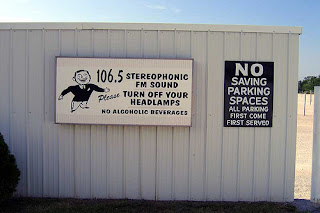 106.5 STEREOPHONIC
FM SOUND
Please TURN OFF YOUR
HEADLAMPS
NO ALCOHOLIC BEVERAGES
NO
SAVING
PARKING
SPACES
ALL PARKING
FIRST COME
FIRST SERVED